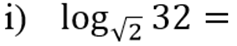 i) log_{√2} 32 =